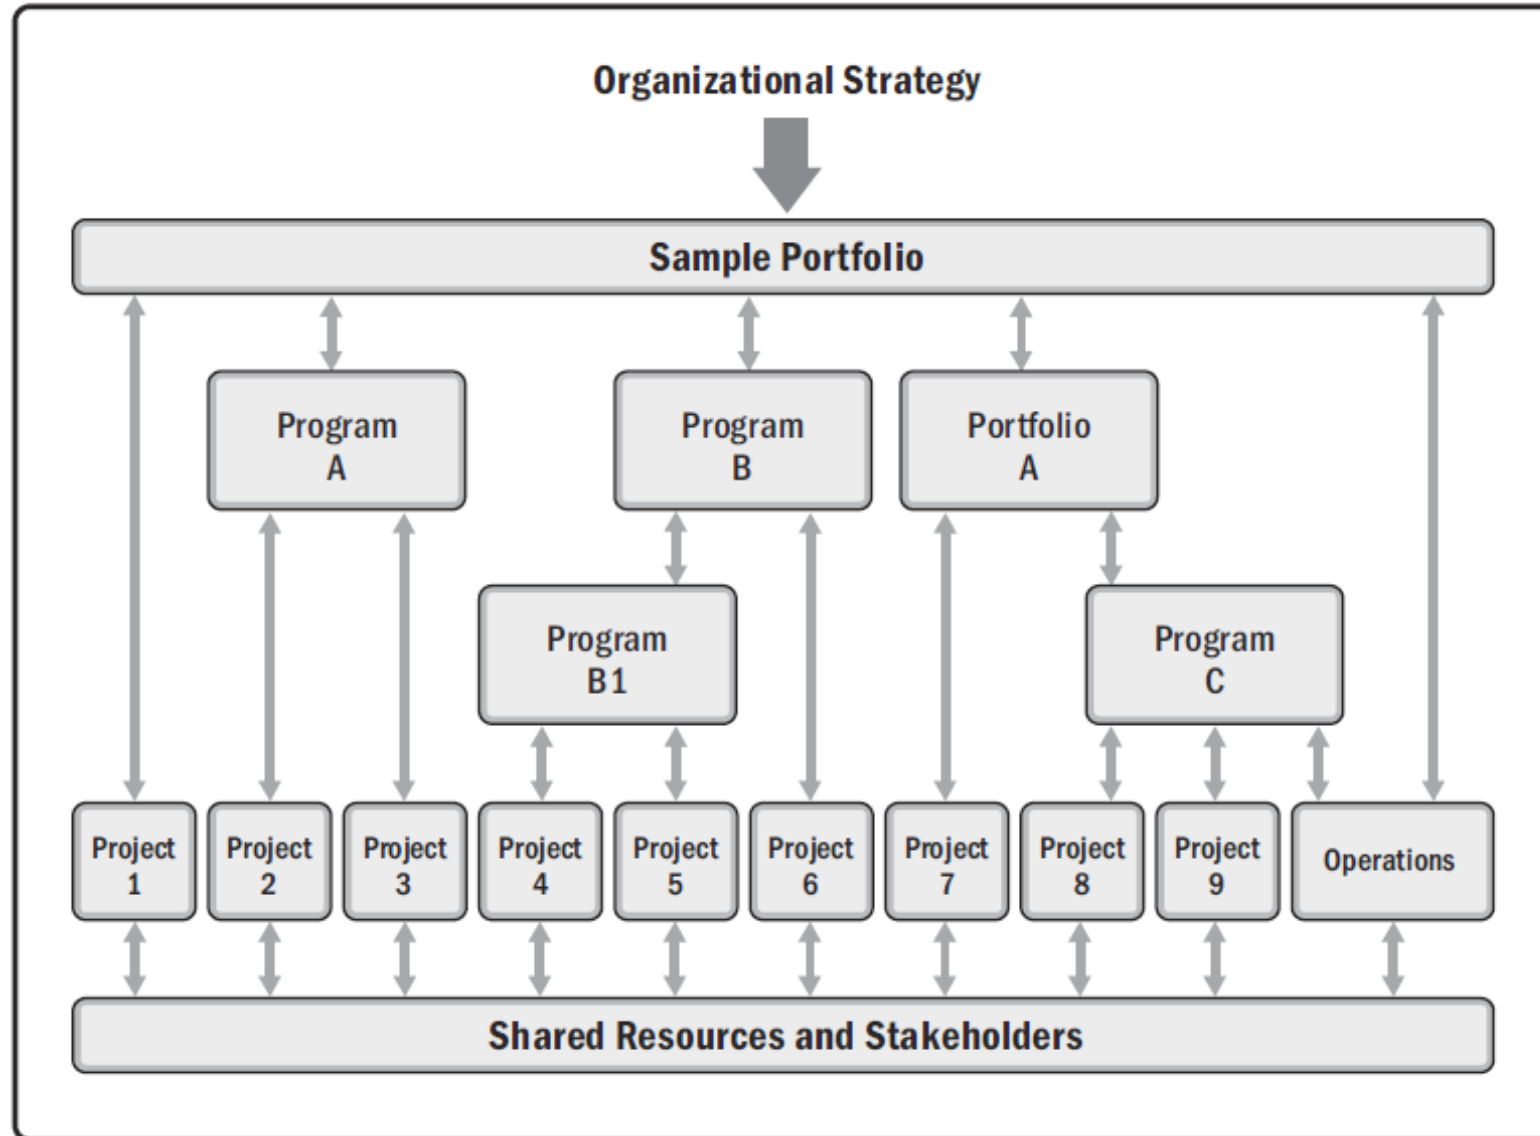 Organizational Strategy
Sample Portfolio
Program
A
Program
B
Portfolio
A
Program
B1
Program
C
Project
1
Project
2
Project
3
Project
4
Project
5
Project
6
Project
7
Project
8
Project
9
Operations
Shared Resources and Stakeholders